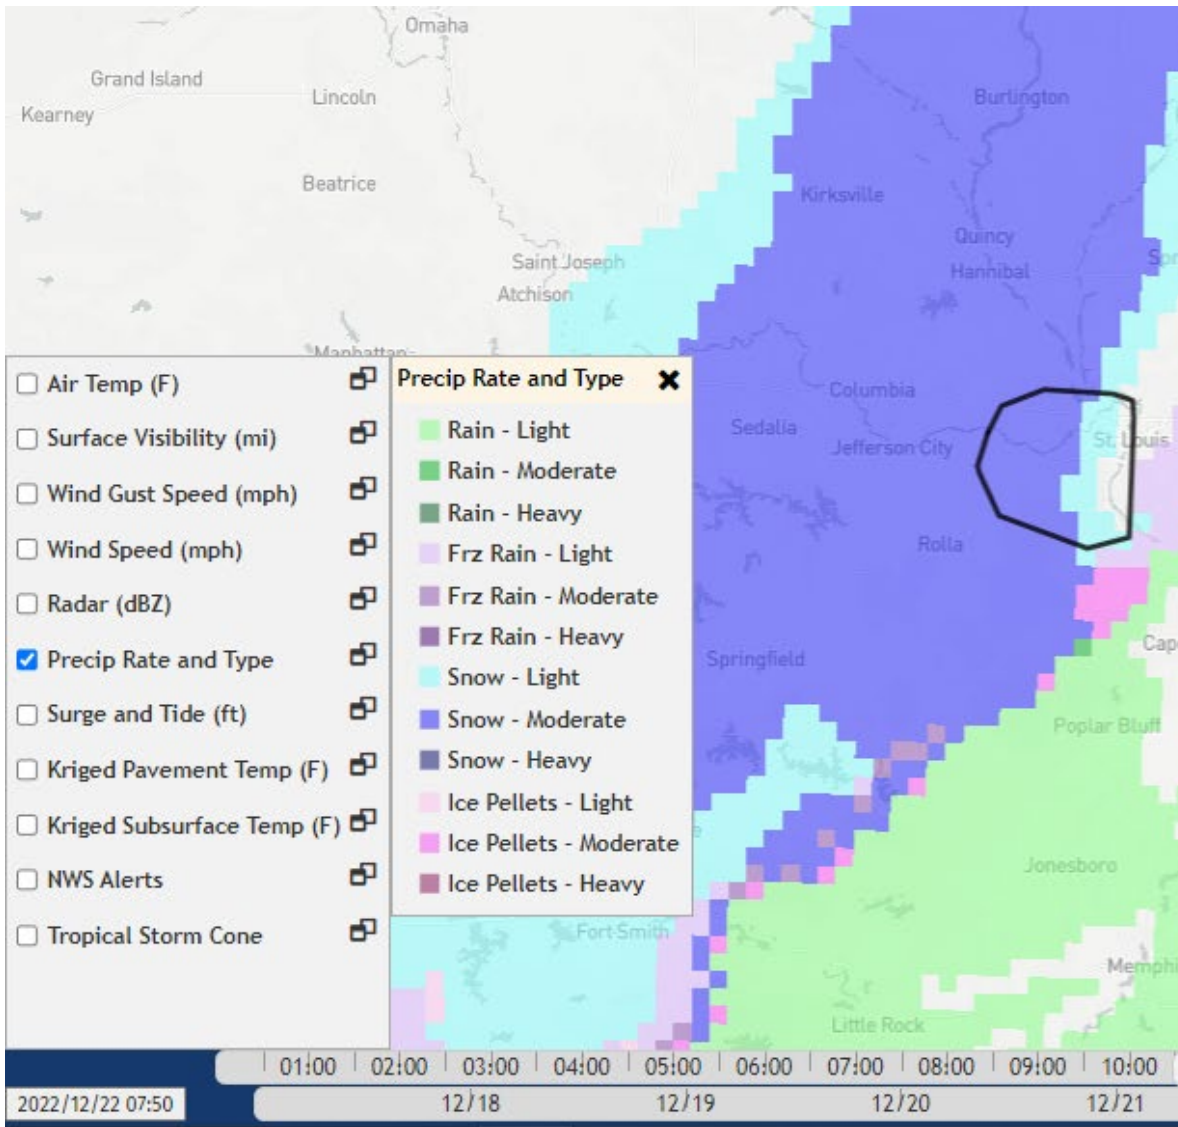 Omaha
Grand Island
Lincoln
Kearney
Burlington
Beatrice
Kirksville
Quincy
Saint Joseph
Hannibal
Atchison
Manhattan
Columbia
Sedalia
Jefferson City
St. Louis
Rolla
Springfield
Cap
Poplar Bluff
Jonesboro
Fort Smith
Memphi
Little Rock
Air Temp (F)
Surface Visibility (mi)
Wind Gust Speed (mph)
Wind Speed (mph)
Radar (dBZ)
Precip Rate and Type
Surge and Tide (ft)
Kriged Pavement Temp (F)
Kriged Subsurface Temp (F)
NWS Alerts
Tropical Storm Cone
Precip Rate and Type
Rain - Light
Rain - Moderate
Rain - Heavy
Frz Rain - Light
Frz Rain - Moderate
Frz Rain - Heavy
Snow - Light
Snow - Moderate
Snow - Heavy
Ice Pellets - Light
Ice Pellets - Moderate
Ice Pellets - Heavy
01:00 02:00 03:00 04:00 05:00 06:00 07:00 08:00 09:00 10:00
2022/12/22 07:50 12/18 12/19 12/20 12/21